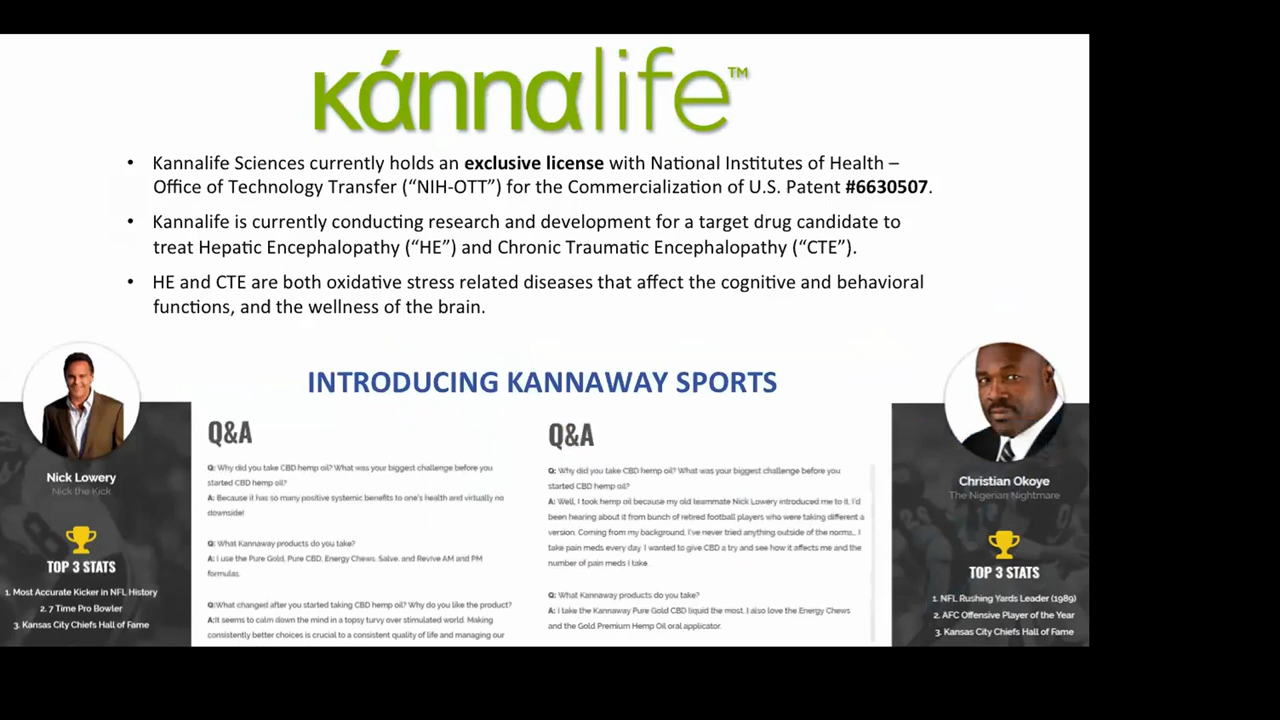 kánnalife™
• Kannalife Sciences currently holds an exclusive license with National Institutes of Health –
Office of Technology Transfer (“NIH-OTT”) for the Commercialization of U.S. Patent #6630507.
• Kannalife is currently conducting research and development for a target drug candidate to
treat Hepatic Encephalopathy (“HE”) and Chronic Traumatic Encephalopathy (“CTE”).
• HE and CTE are both oxidative stress related diseases that affect the cognitive and behavioral
functions, and the wellness of the brain.
INTRODUCING KANNAWAY SPORTS
Nick Lowery
Nick the Kick
TOP 3 STATS
1. Most Accurate Kicker in NFL History
2. 7 Time Pro Bowler
3. Kansas City Chiefs Hall of Fame
Q&A
Q: Why did you take CBD hemp oil? What was your biggest challenge before you
started CBD hemp oil?
A: Because it has so many positive systemic benefits to one's health and virtually no
downside!
Q: What Kannaway products do you take?
A: I use the Pure Gold, Pure CBD, Energy Chews, Salve, and Revive AM and PM
formulas.
Q:What changed after you started taking CBD hemp oil? Why do you like the product?
A:It seems to calm down the mind in a topsy turvy over stimulated world. Making
consistently better choices is crucial to a consistent quality of life and managing our
Q&A
Q: Why did you take CBD hemp oil? What was your biggest challenge before you
started CBD hemp oil?
A: Well, I took hemp oil because my old teammate Nick Lowery introduced me to it. I'd
been hearing about it from bunch of retired football players who were taking different a
version. Coming from my background, I've never tried anything outside of the norms... I
take pain meds every day. I wanted to give CBD a try and see how it affects me and the
number of pain meds I take.
Q: What Kannaway products do you take?
A: I take the Kannaway Pure Gold CBD liquid the most. I also love the Energy Chews
and the Gold Premium Hemp Oil oral applicator.
Christian Okoye
The Nigerian Nightmare
TOP 3 STATS
1. NFL Rushing Yards Leader (1989)
2. AFC Offensive Player of the Year
3. Kansas City Chiefs Hall of Fame